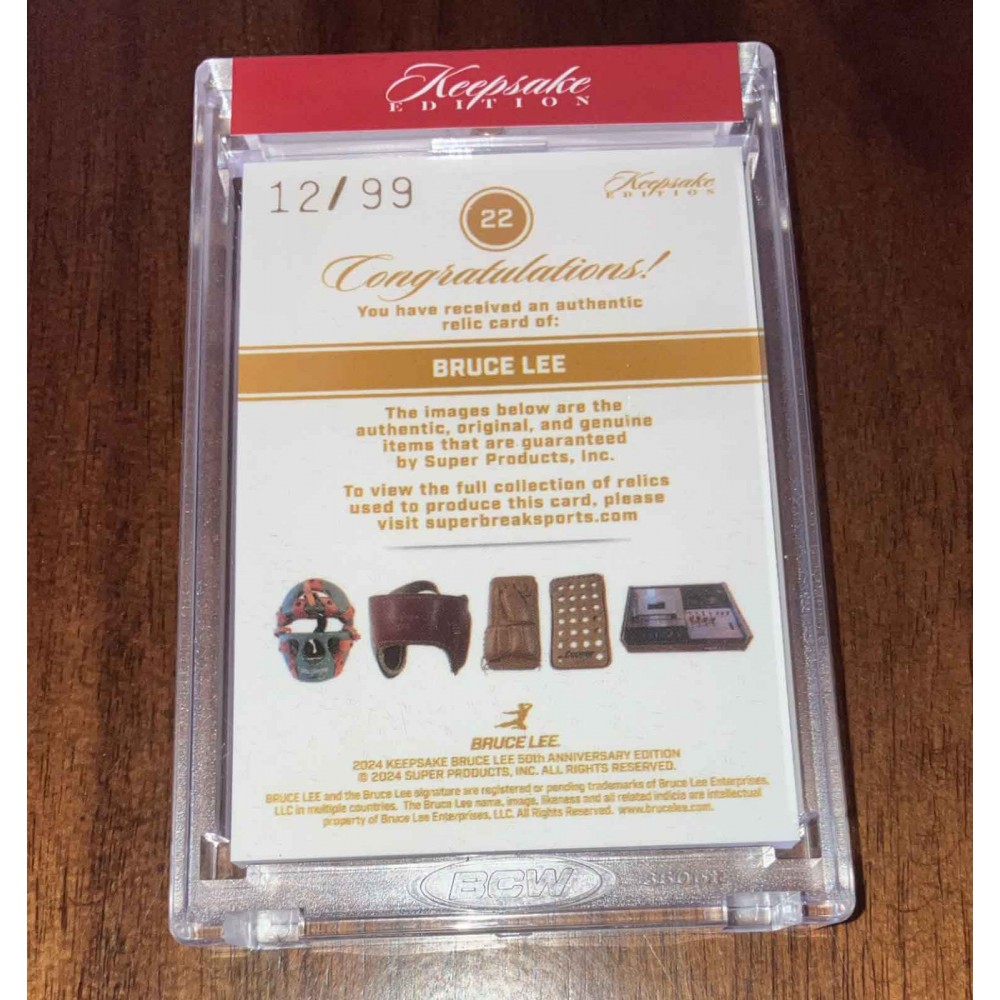 Keepsake
EDITION
12/99
22
Keepsake
EDITION
Congratulations!
You have received an authentic
relic card of:
BRUCE LEE
The images below are the
authentic, original, and genuine
items that are guaranteed
by Super Products, Inc.
To view the full collection of relics
used to produce this card, please
visit superbreaksports.com
Cooper
BRUCE LEE
2024 KEEPSAKE BRUCE LEE 50th ANNIVERSARY EDITION
© 2024 SUPER PRODUCTS, INC. ALL RIGHTS RESERVED.
BRUCE LEE and the Bruce Lee signature are registered or pending trademarks of Bruce Lee Enterprises,
LLC in multiple countries. The Bruce Lee name, image, likeness and all related indicia are intellectual
property of Bruce Lee Enterprises, LLC. All Rights Reserved. www.brucelee.com.
BCW